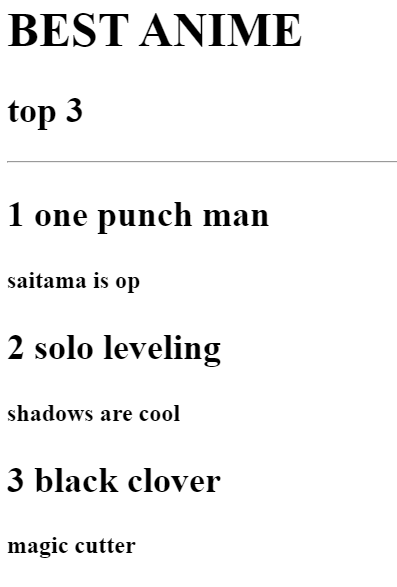 BEST ANIME
top 3
1 one punch man
saitama is op
2 solo leveling
shadows are cool
3 black clover
magic cutter